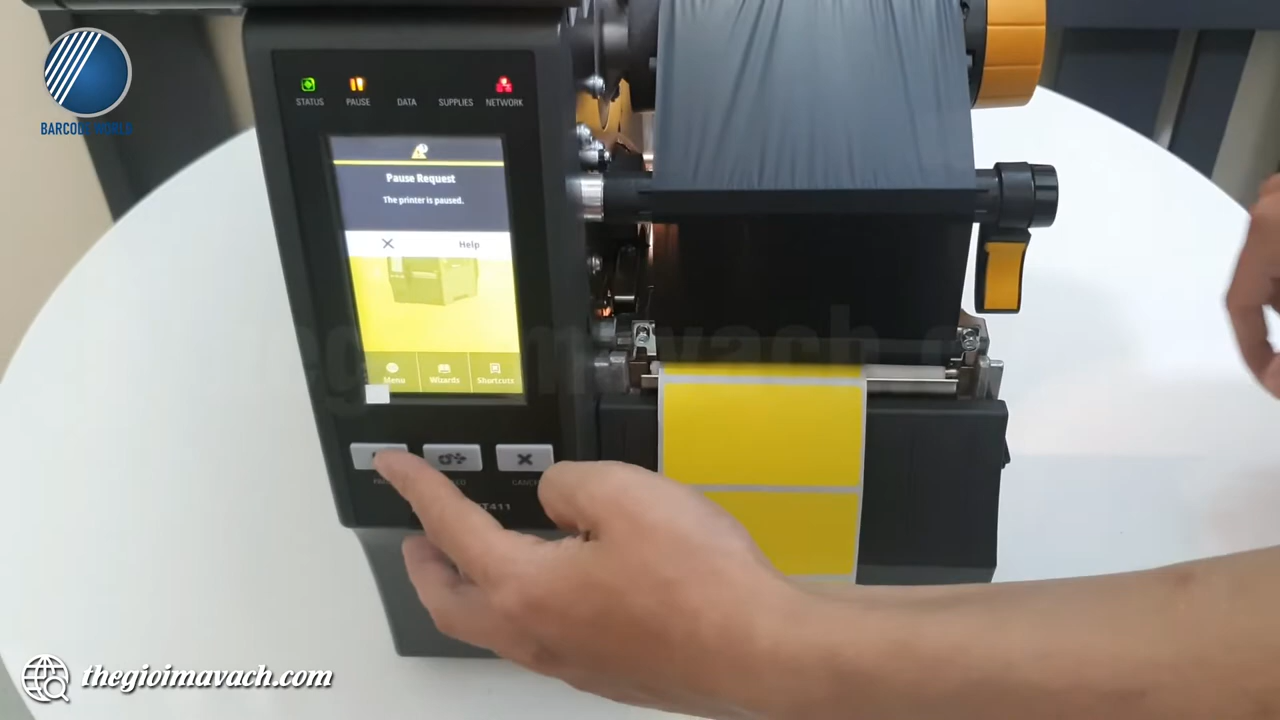 BARCODE WORLD
STATUS PAUSE DATA SUPPLIES NETWORK
Pause Request
The printer is paused.
Help
Menu Wizards Shortcuts
thegioimavach.com